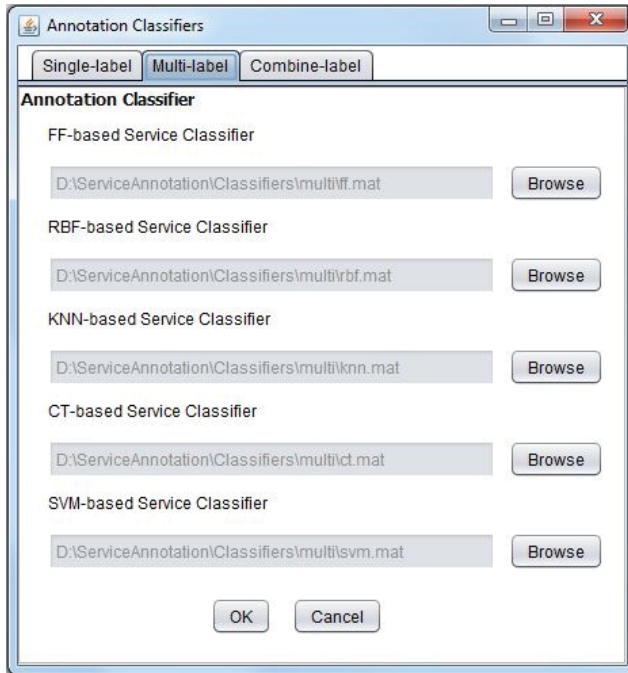 Annotation Classifiers
Single-label Multi-label Combine-label
Annotation Classifier
FF-based Service Classifier
D:\ServiceAnnotation\Classifiers\multi\ff.mat Browse
RBF-based Service Classifier
D:\ServiceAnnotation\Classifiers\multi\rbf.mat Browse
KNN-based Service Classifier
D:\ServiceAnnotation\Classifiers\multi\knn.mat Browse
CT-based Service Classifier
D:\ServiceAnnotation\Classifiers\multi\ct.mat Browse
SVM-based Service Classifier
D:\ServiceAnnotation\Classifiers\multi\svm.mat Browse
OK Cancel